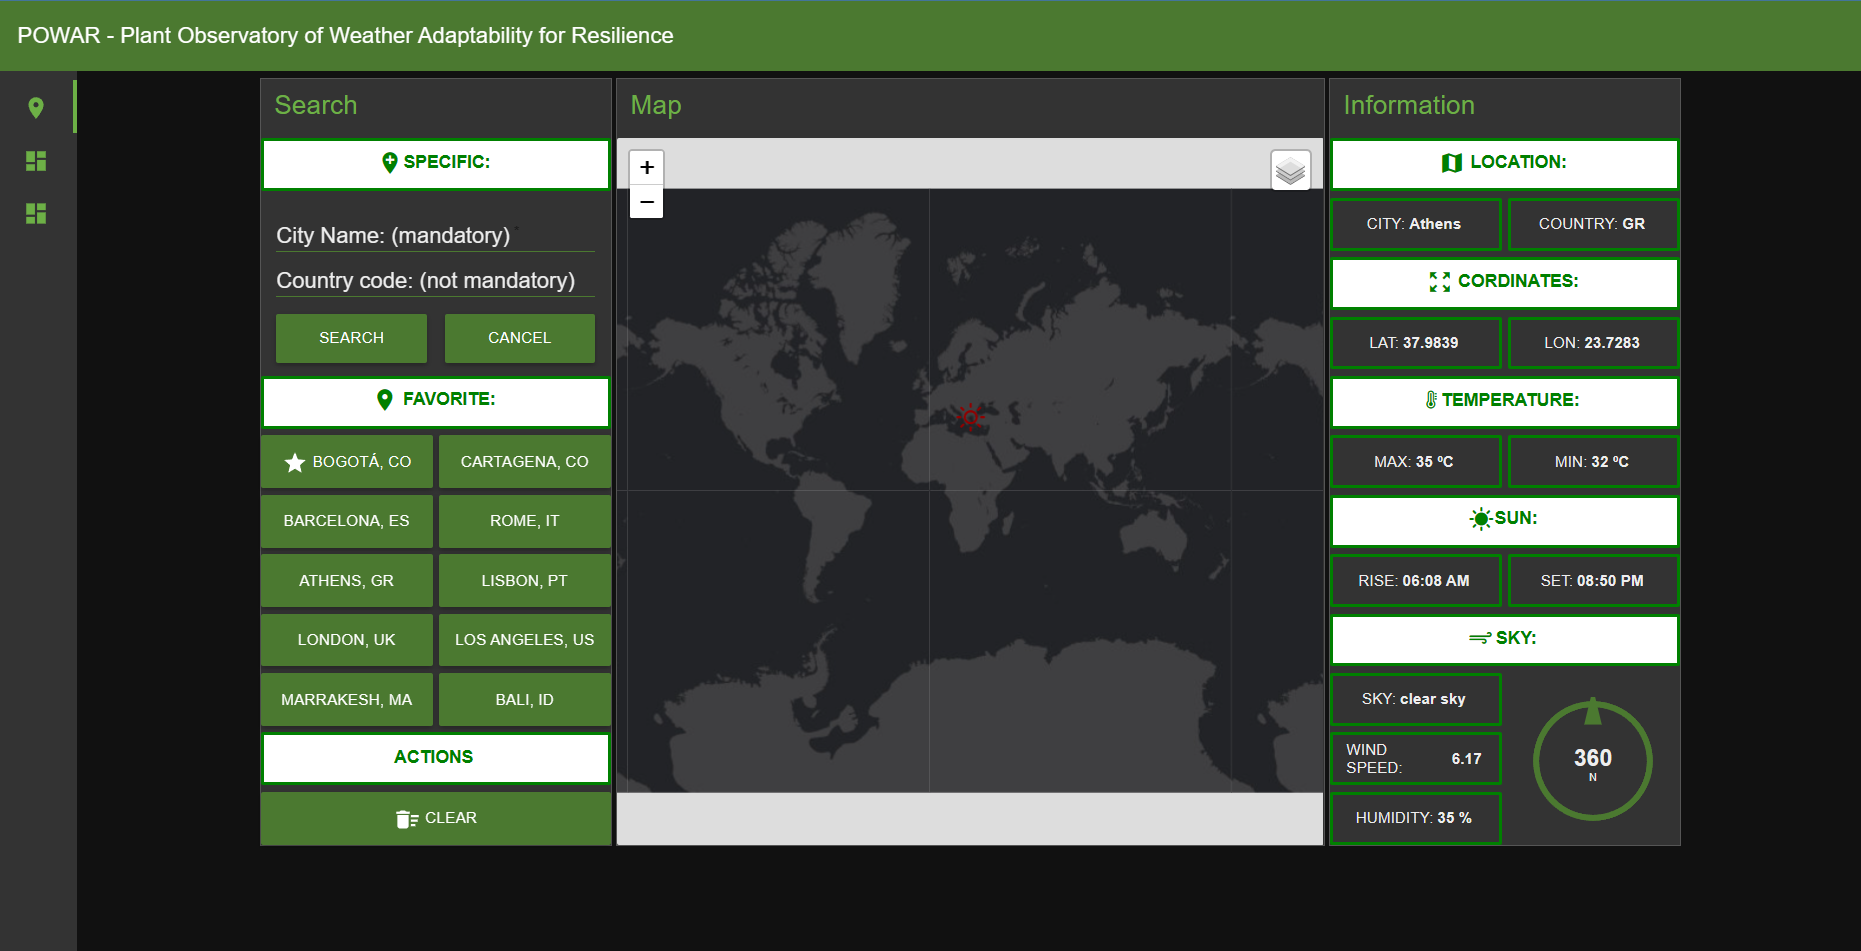 POWAR - Plant Observatory of Weather Adaptability for Resilience
Search
SPECIFIC:
City Name: (mandatory)
Country code: (not mandatory)
SEARCH
CANCEL
FAVORITE:
BOGOTÁ, CO
CARTAGENA, CO
BARCELONA, ES
ROME, IT
ATHENS, GR
LISBON, PT
LONDON, UK
LOS ANGELES, US
MARRAKESH, MA
BALI, ID
ACTIONS
CLEAR
Map
+
−
Information
LOCATION:
CITY: Athens
COUNTRY: GR
CORDINATES:
LAT: 37.9839
LON: 23.7283
TEMPERATURE:
MAX: 35 ºC
MIN: 32 ºC
SUN:
RISE: 06:08 AM
SET: 08:50 PM
SKY:
SKY: clear sky
WIND
SPEED: 6.17
HUMIDITY: 35 %
360
N